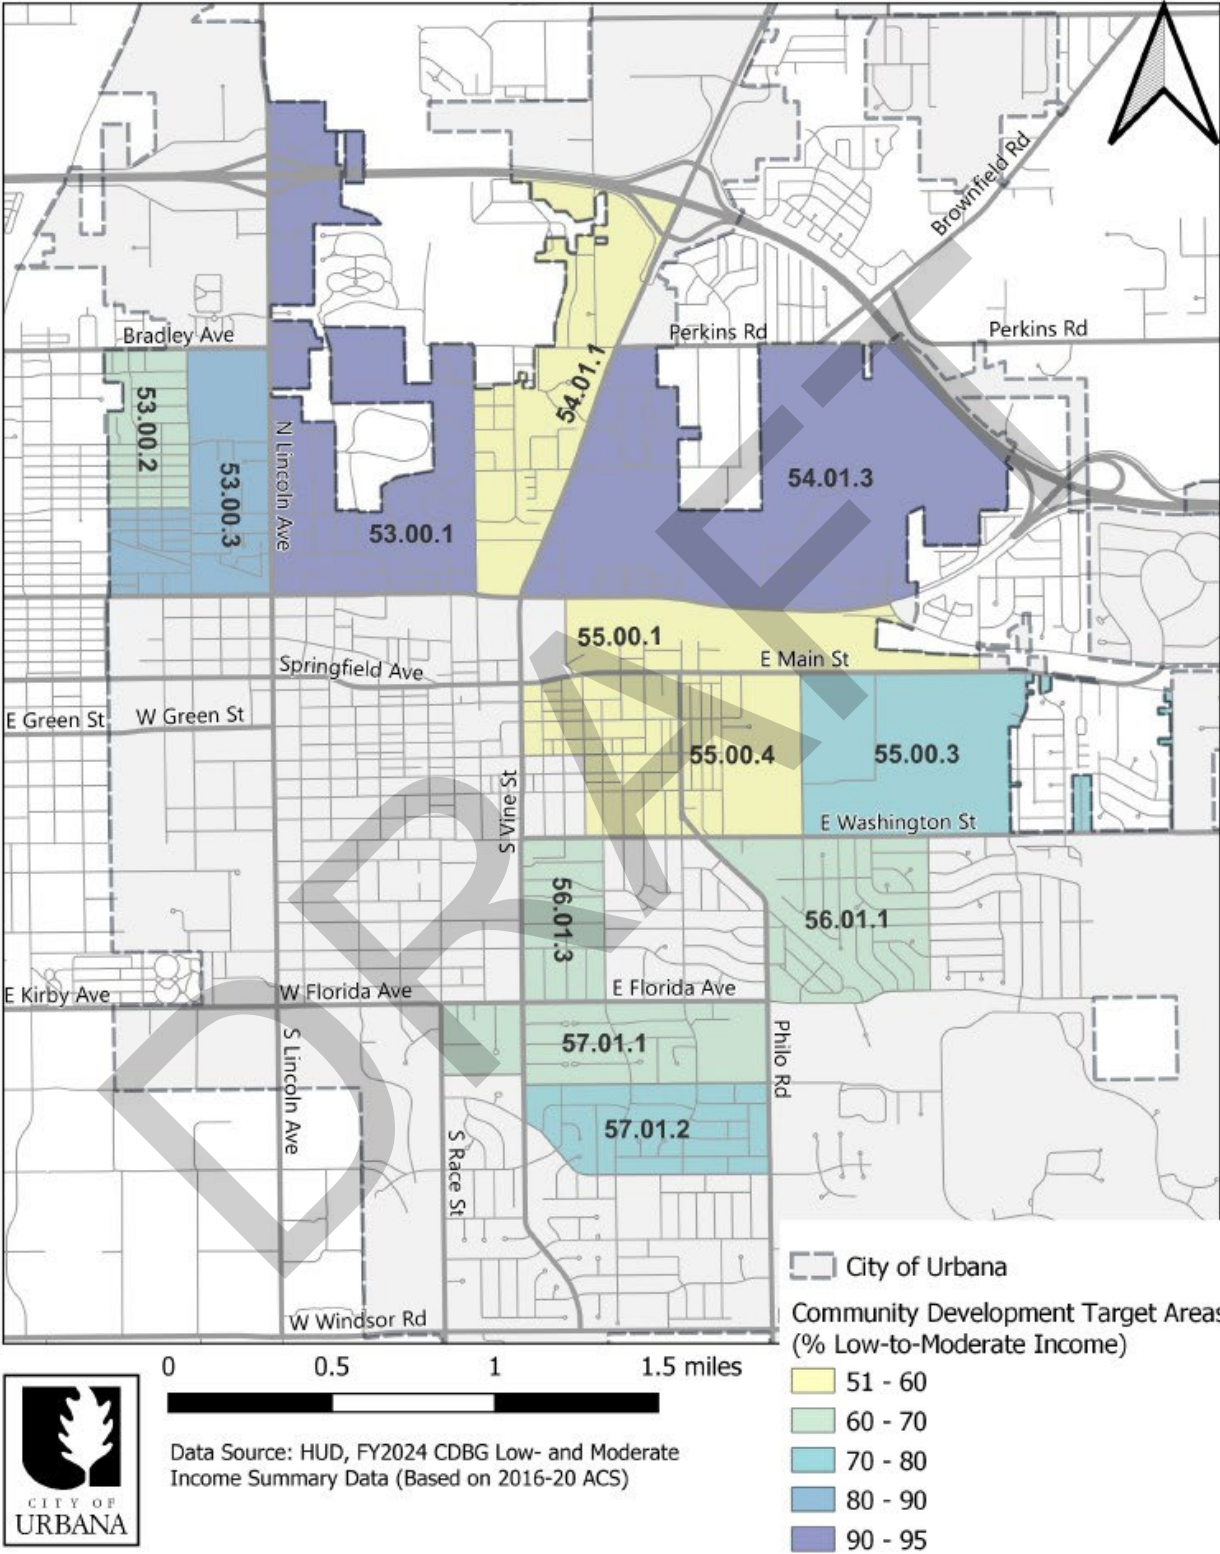 Brownfield Rd
Bradley Ave
Perkins Rd
Perkins Rd
54.01.1
53.00.2
53.00.3
N Lincoln Ave
53.00.1
54.01.3
55.00.1
E Main St
Springfield Ave
E Green St
W Green St
55.00.4
55.00.3
S Vine St
E Washington St
56.01.3
56.01.1
E Kirby Ave
W Florida Ave
E Florida Ave
57.01.1
S Lincoln Ave
Philo Rd
57.01.2
S Race St
W Windsor Rd
DRAFT
City of Urbana
Community Development Target Areas
(% Low-to-Moderate Income)
51 - 60
60 - 70
70 - 80
80 - 90
90 - 95
0 0.5 1 1.5 miles
Data Source: HUD, FY2024 CDBG Low- and Moderate
Income Summary Data (Based on 2016-20 ACS)
CITY OF
URBANA